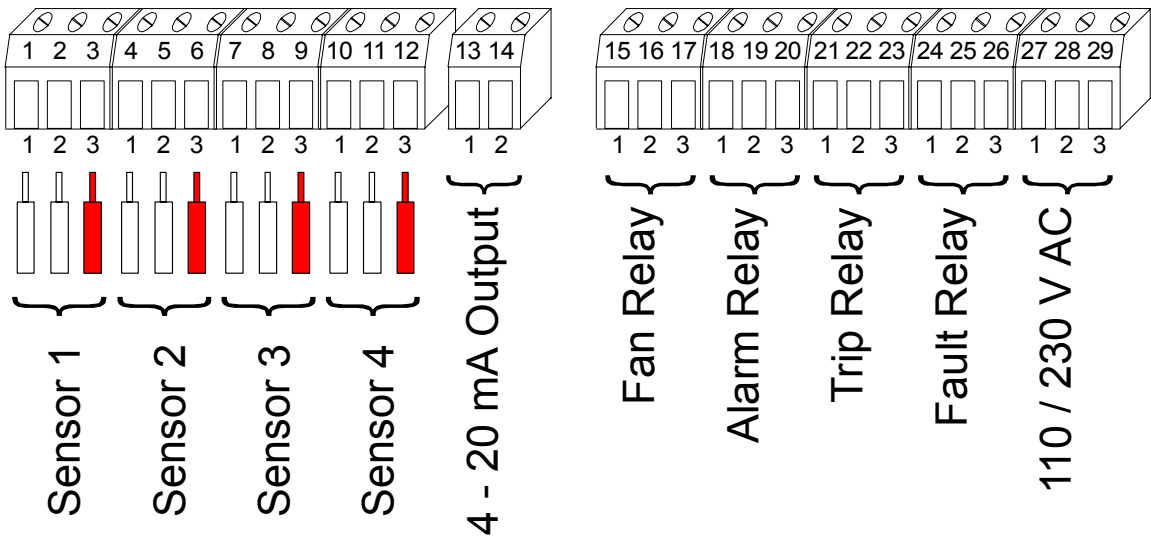 1 2 3 4 5 6 7 8 9 10 11 12 13 14 15 16 17 18 19 20 21 22 23 24 25 26 27 28 29
1 2 3 1 2 3 1 2 3 1 2 3 1 2 1 2 3 1 2 3 1 2 3 1 2 3 1 2 3
Sensor 1
Sensor 2
Sensor 3
Sensor 4
4 - 20 mA Output
Fan Relay
Alarm Relay
Trip Relay
Fault Relay
110 / 230 V AC